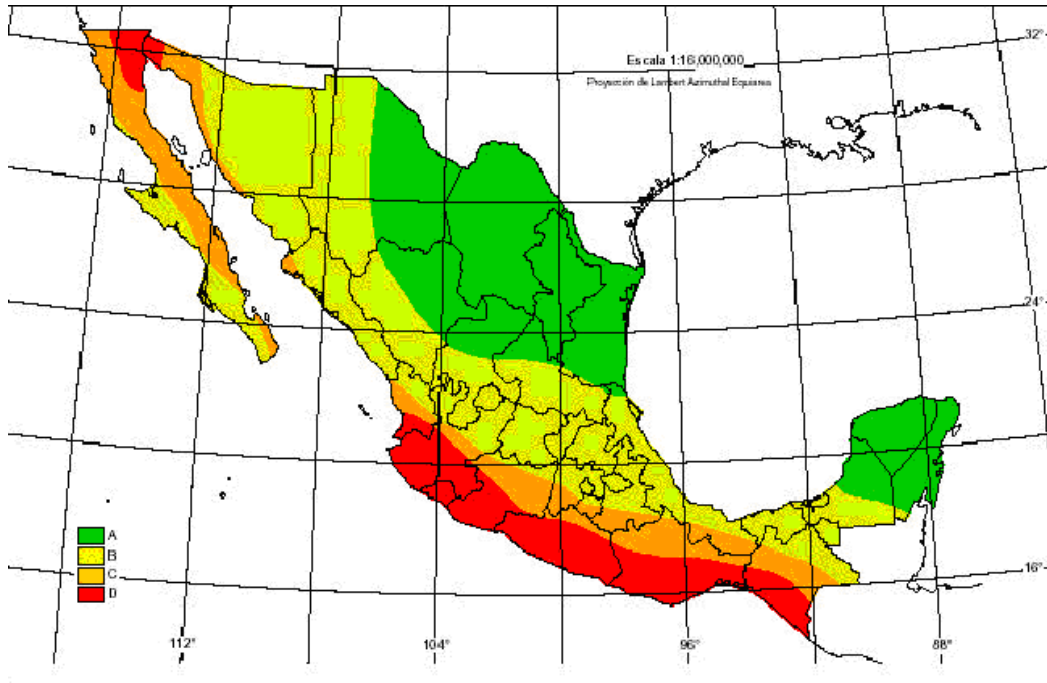 32°
Escala 1:16,000,000
Proyección de Lambert Azimuthal Equiarea
24°
A
B
C
D
16°
112°
104°
96°
88°